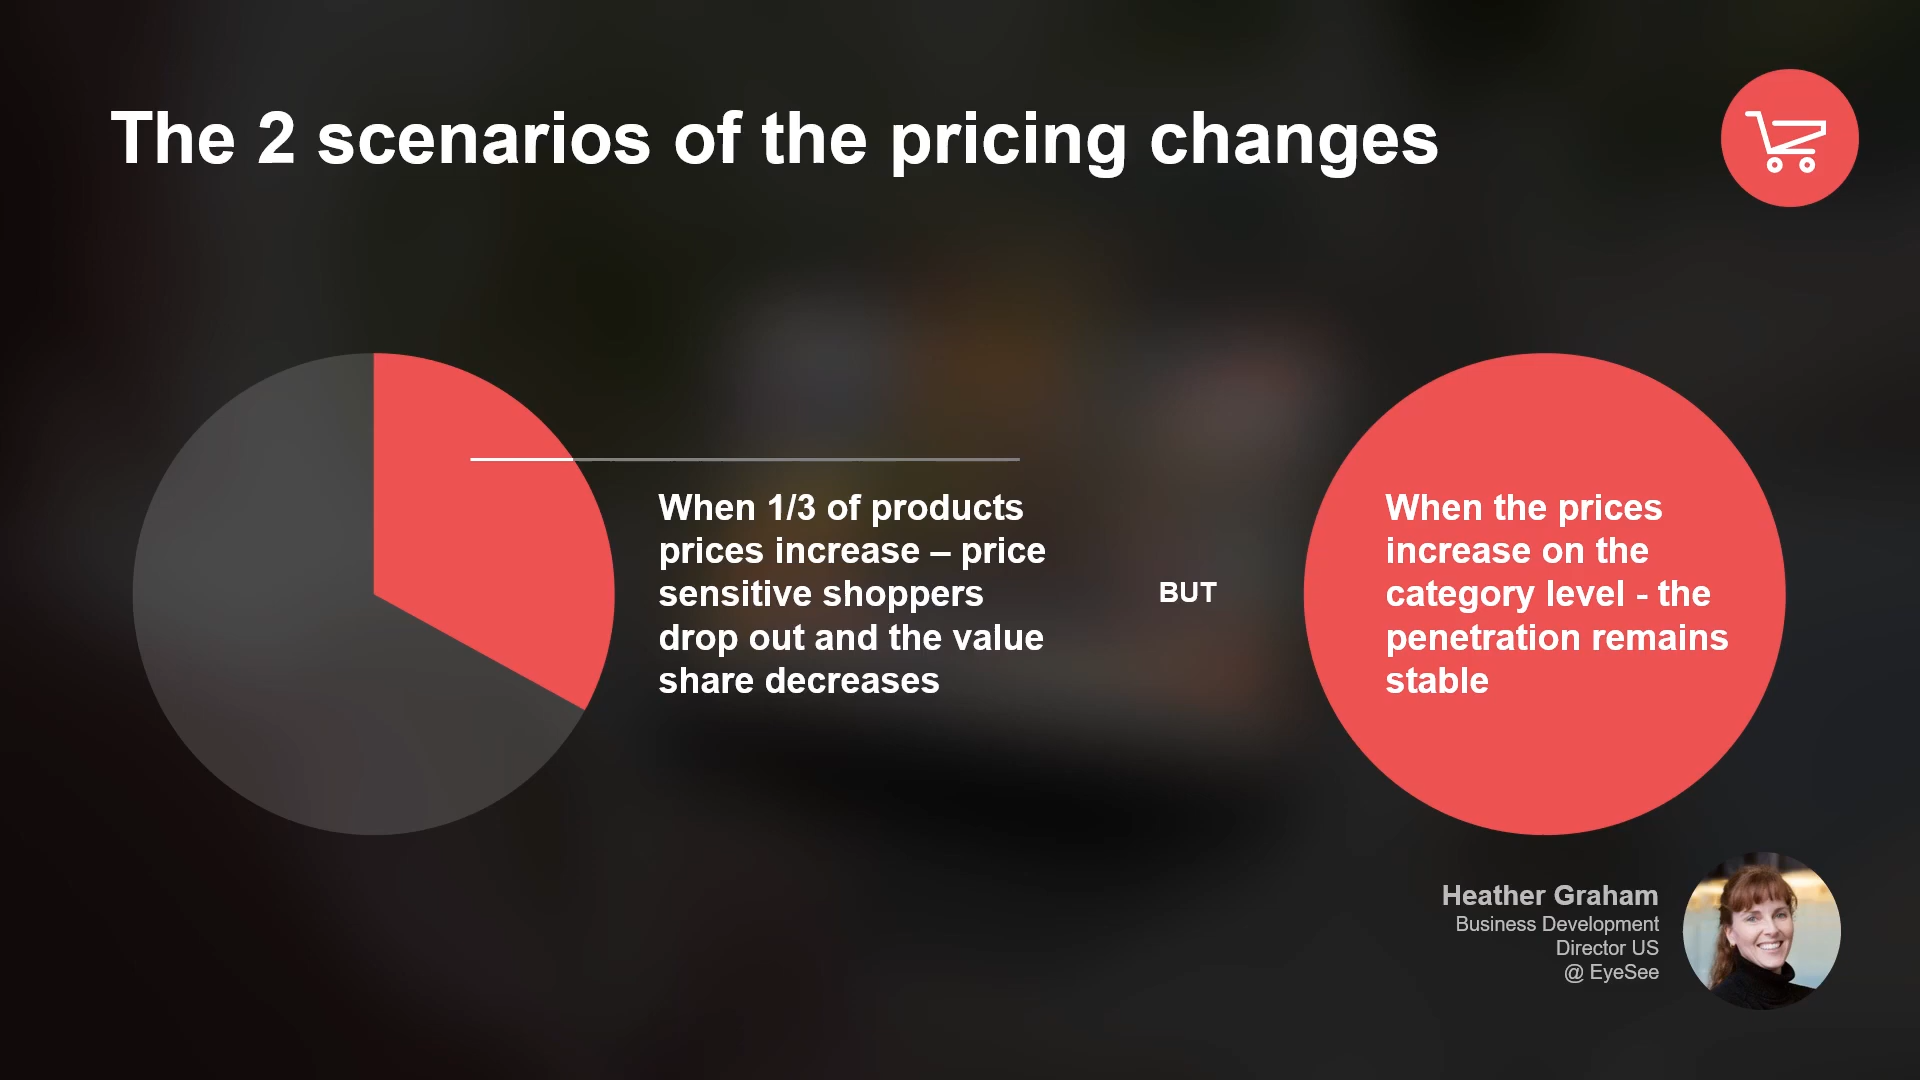 The 2 scenarios of the pricing changes
When 1/3 of products
prices increase – price
sensitive shoppers
drop out and the value
share decreases
BUT
When the prices
increase on the
category level - the
penetration remains
stable
Heather Graham
Business Development
Director US
@ EyeSee